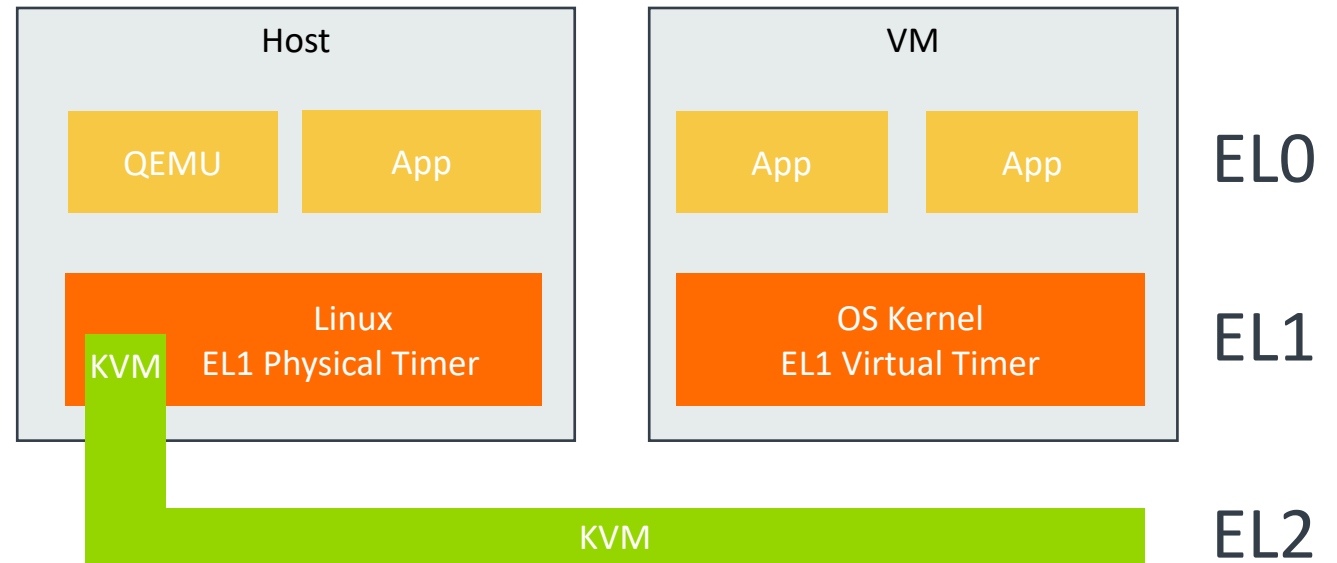 Host
VM
QEMU
App
App
App
EL0
Linux
EL1 Physical Timer
KVM
OS Kernel
EL1 Virtual Timer
EL1
KVM
EL2